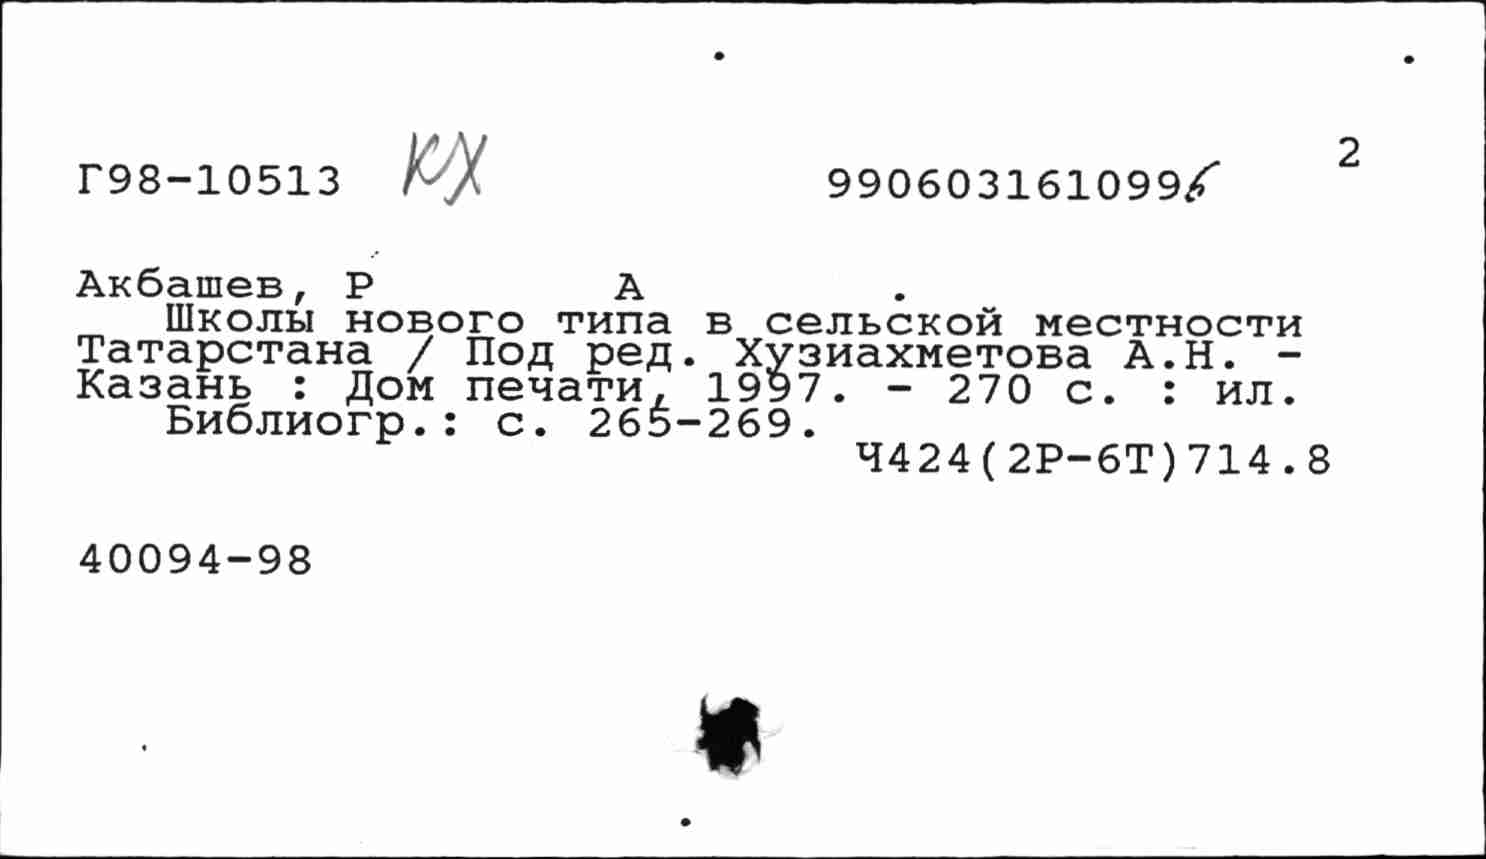 2
Г98-10513 КХ 9906031610996
Акбашев, Р А .
Школы нового типа в сельской местности
Татарстана / Под ред. Хузиахметова А.Н. -
Казань : Дом печати, 1997. - 270 с. : ил.
Библиогр.: с. 265-269.
Ч424(2Р-6Т)714.8
40094-98